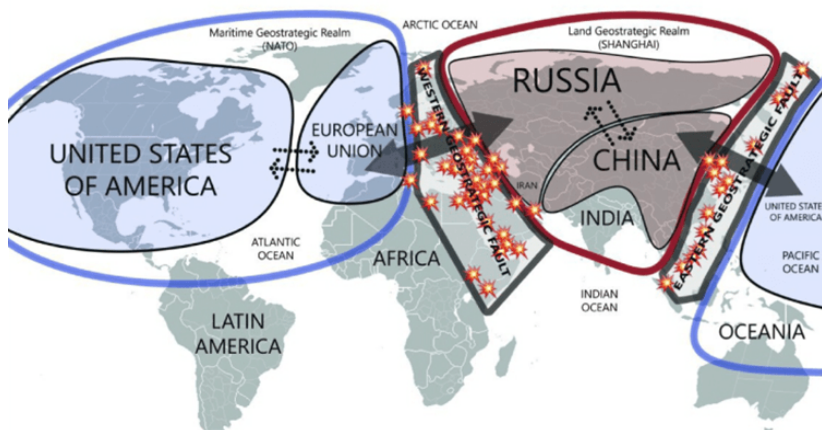 ARCTIC OCEAN
Maritime Geostrategic Realm
(NATO)
Land Geostrategic Realm
(SHANGHAI)
WESTERN GEOSTRATEGIC FAULT
RUSSIA
EUROPEAN
UNION
UNITED STATES
OF AMERICA
CHINA
IRAN
INDIA
EASTERN GEOSTRATEGIC FAULT
UNITED STATES
OF AMERICA
ATLANTIC
OCEAN
AFRICA
PACIFIC
OCEAN
INDIAN
OCEAN
LATIN
AMERICA
OCEANIA